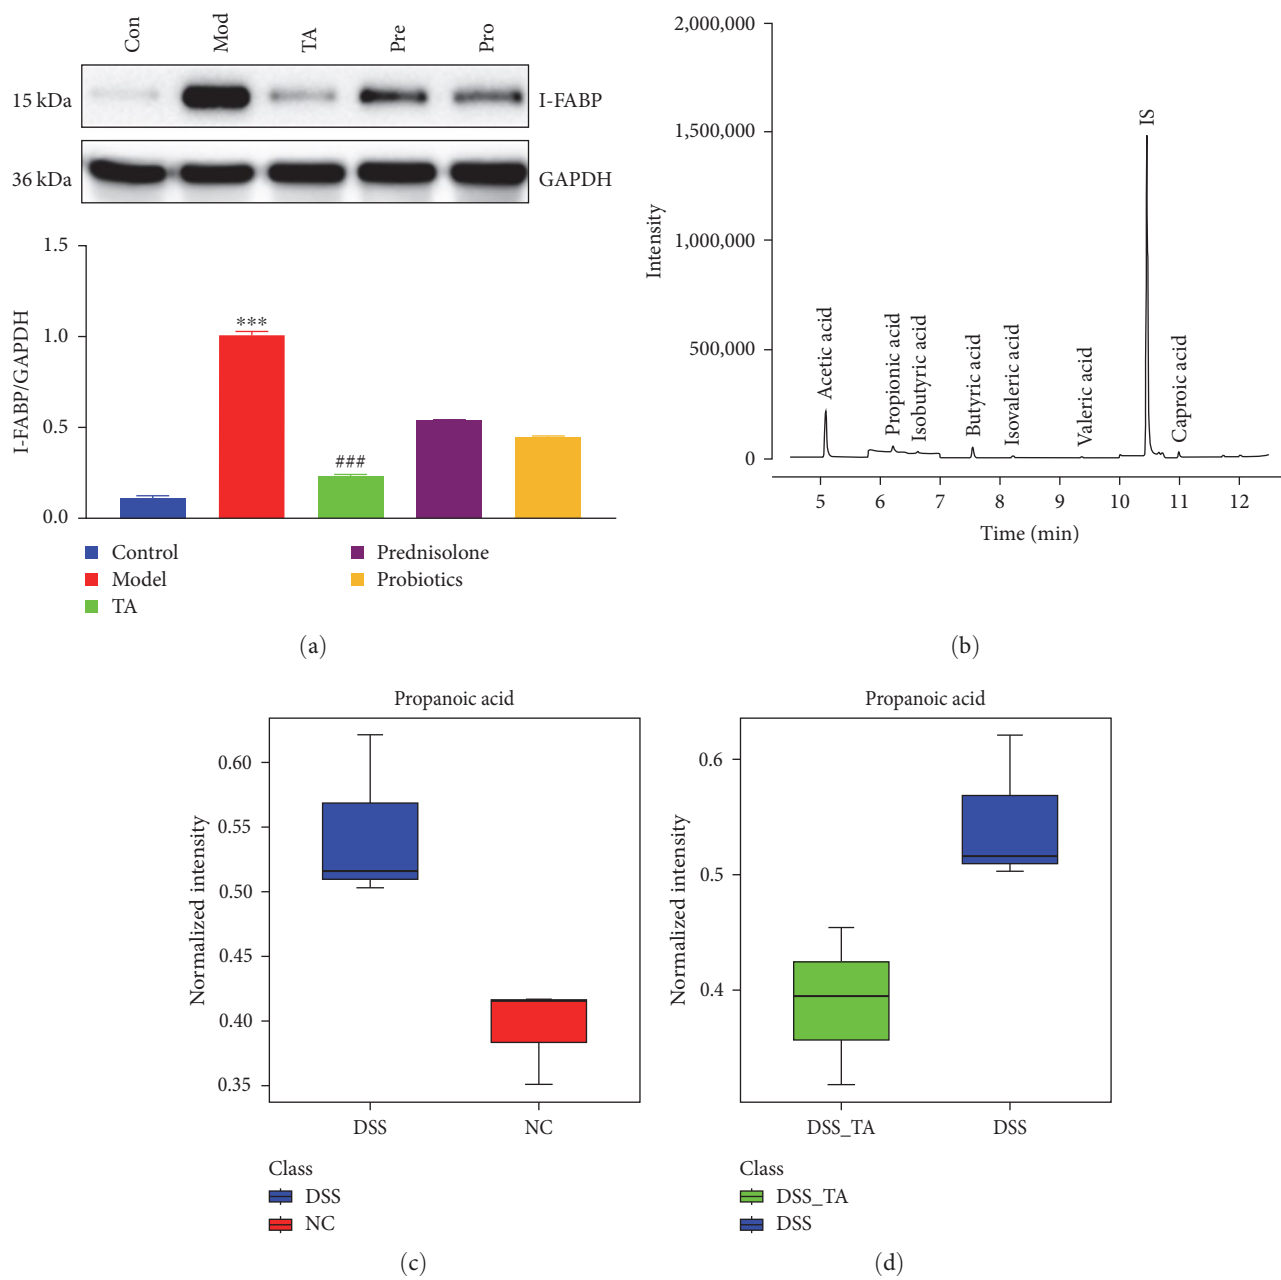 Con Mod TA Pre Pro
15 kDa I-FABP
36 kDa GAPDH
I-FABP/GAPDH
1.5
1.0
0.5
0.0
***
###
Control
Model
TA
Prednisolone
Probiotics
(a)
Intensity
2,000,000
1,500,000
1,000,000
500,000
0
Acetic acid
Propionic acid
Isobutyric acid
Butyric acid
Isovaleric acid
Valeric acid
IS
Caproic acid
5 6 7 8 9 10 11 12
Time (min)
(b)
Propanoic acid
Normalized intensity
0.60
0.55
0.50
0.45
0.40
0.35
DSS NC
Class
DSS
NC
(c)
Propanoic acid
Normalized intensity
0.6
0.5
0.4
DSS_TA DSS
Class
DSS_TA
DSS
(d)